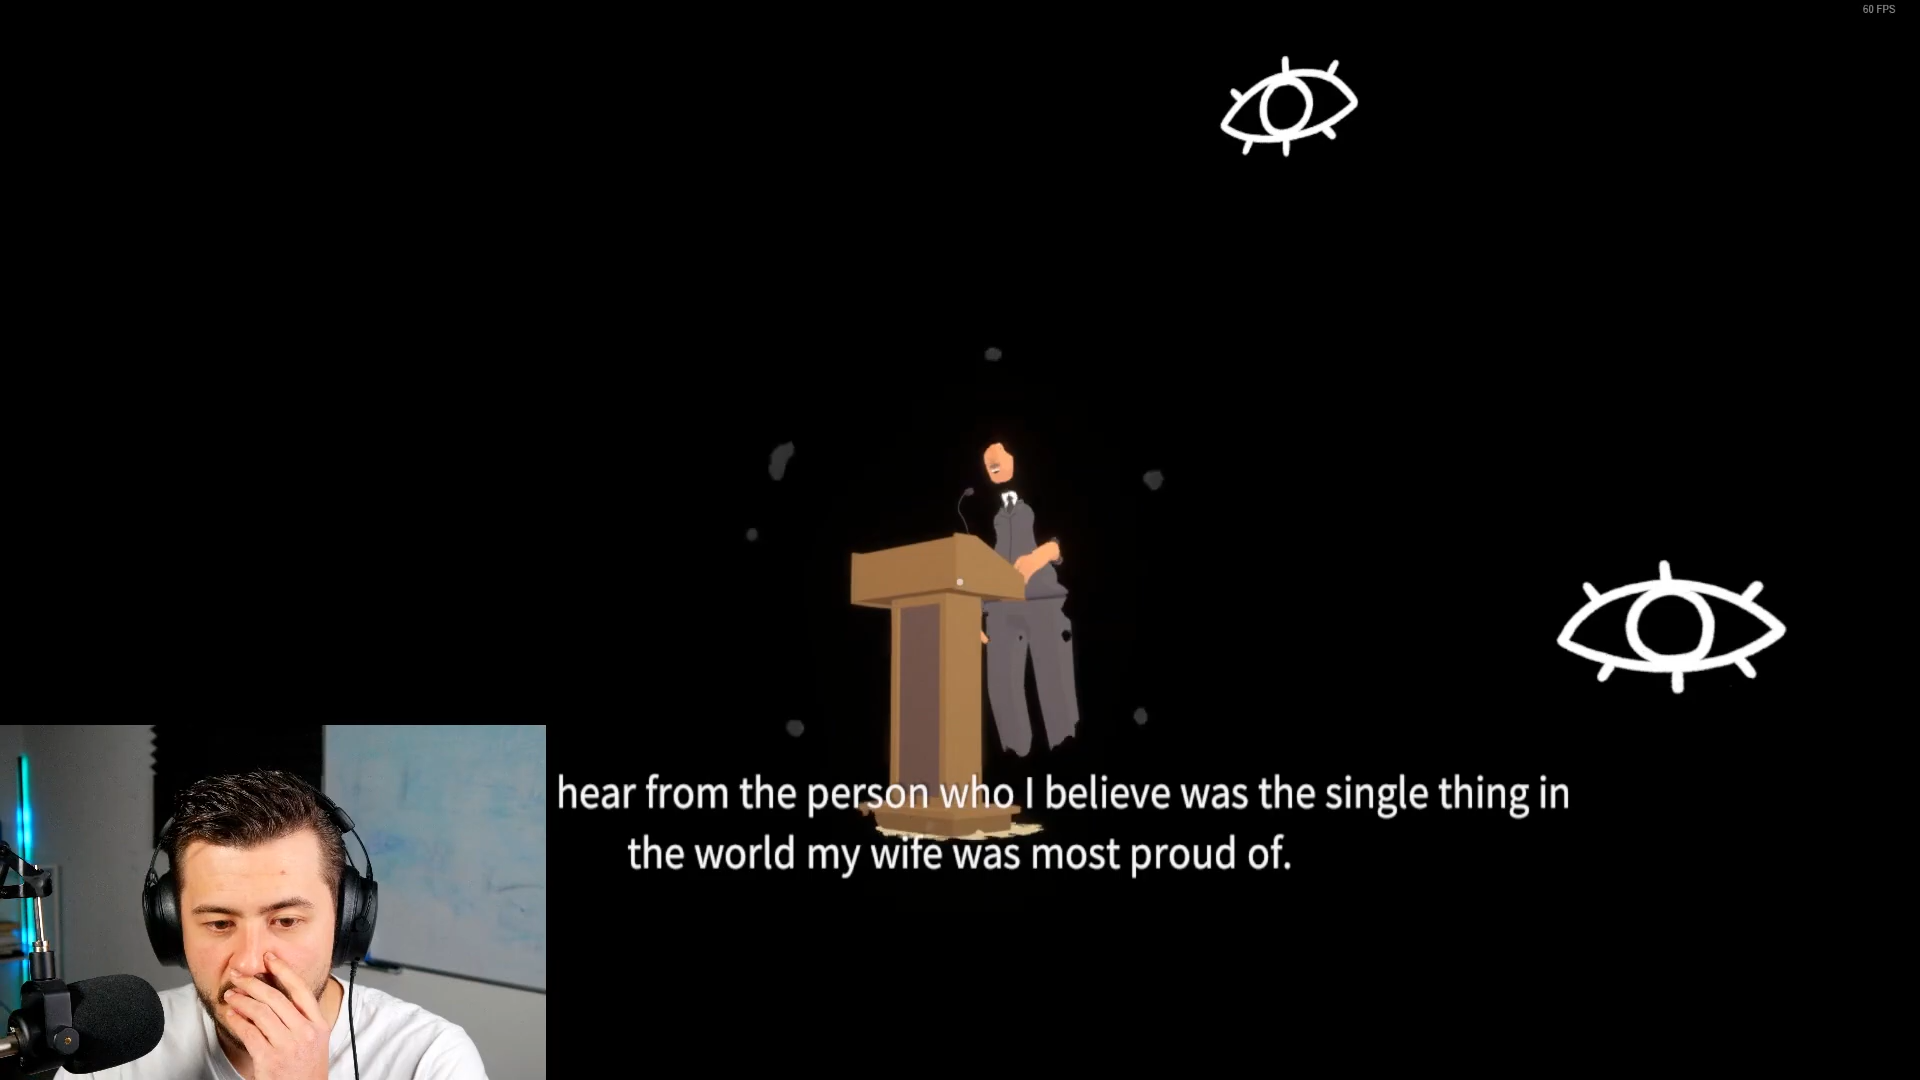 60 FPS
hear from the person who I believe was the single thing in
the world my wife was most proud of.